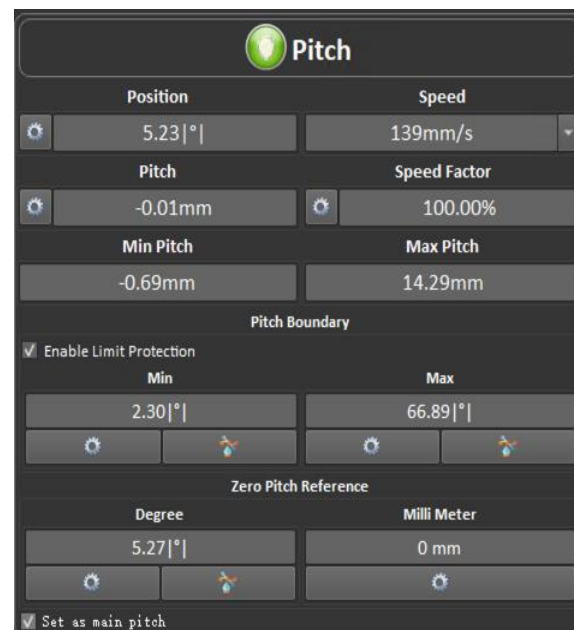 Pitch
Position Speed
5.23|°| 139mm/s
Pitch Speed Factor
-0.01mm 100.00%
Min Pitch Max Pitch
-0.69mm 14.29mm
Pitch Boundary
Enable Limit Protection
Min Max
2.30|°| 66.89|°|
Zero Pitch Reference
Degree Milli Meter
5.27|°| 0 mm
Set as main pitch